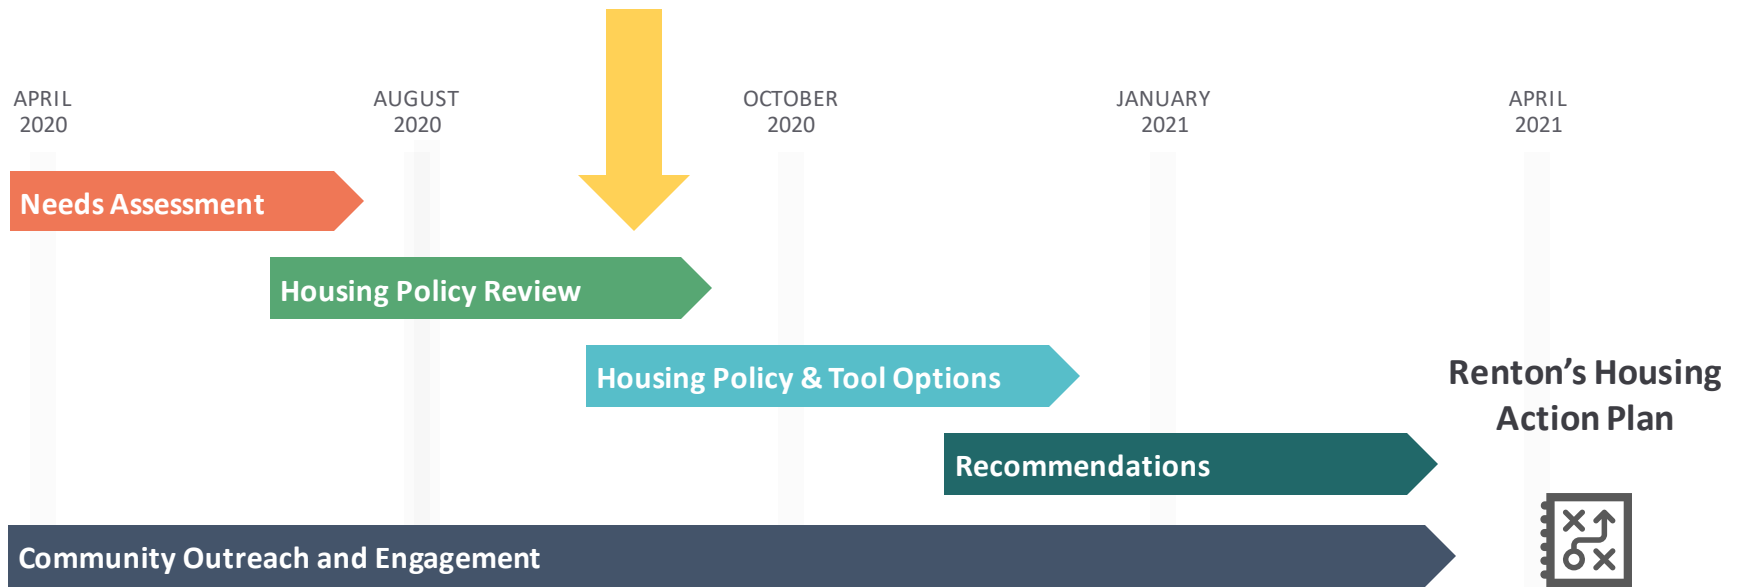 APRIL
2020
AUGUST
2020
OCTOBER
2020
JANUARY
2021
APRIL
2021
Needs Assessment
Housing Policy Review
Housing Policy & Tool Options
Renton’s Housing
Action Plan
Recommendations
Community Outreach and Engagement